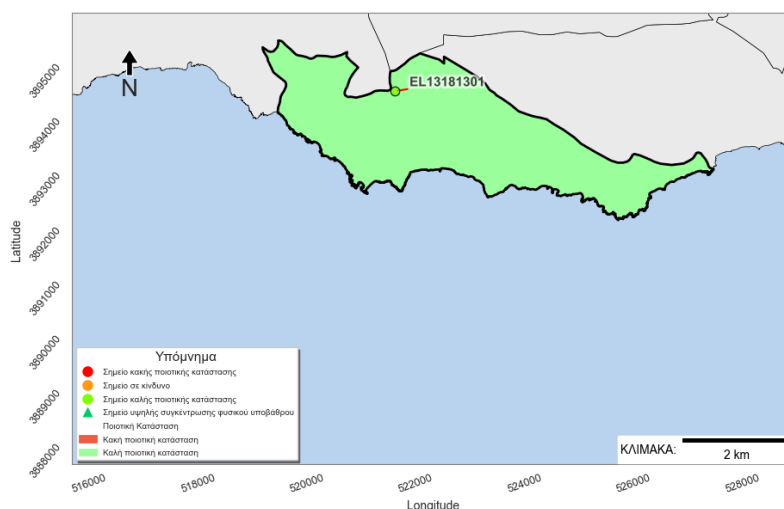 N
EL13181301
3895000
3894000
3893000
3892000
3891000
3890000
3889000
3888000
Latitude
Υπόμνημα
Σημείο κακής ποιοτικής κατάστασης
Σημείο σε κίνδυνο
Σημείο καλής ποιοτικής κατάστασης
Σημείο υψηλής συγκέντρωσης φυσικού υποβάθρου
Ποιοτική Κατάσταση
Κακή ποιοτική κατάσταση
Καλή ποιοτική κατάσταση
ΚΛΙΜΑΚΑ:
2 km
516000
518000
520000
522000
524000
526000
528000
Longitude